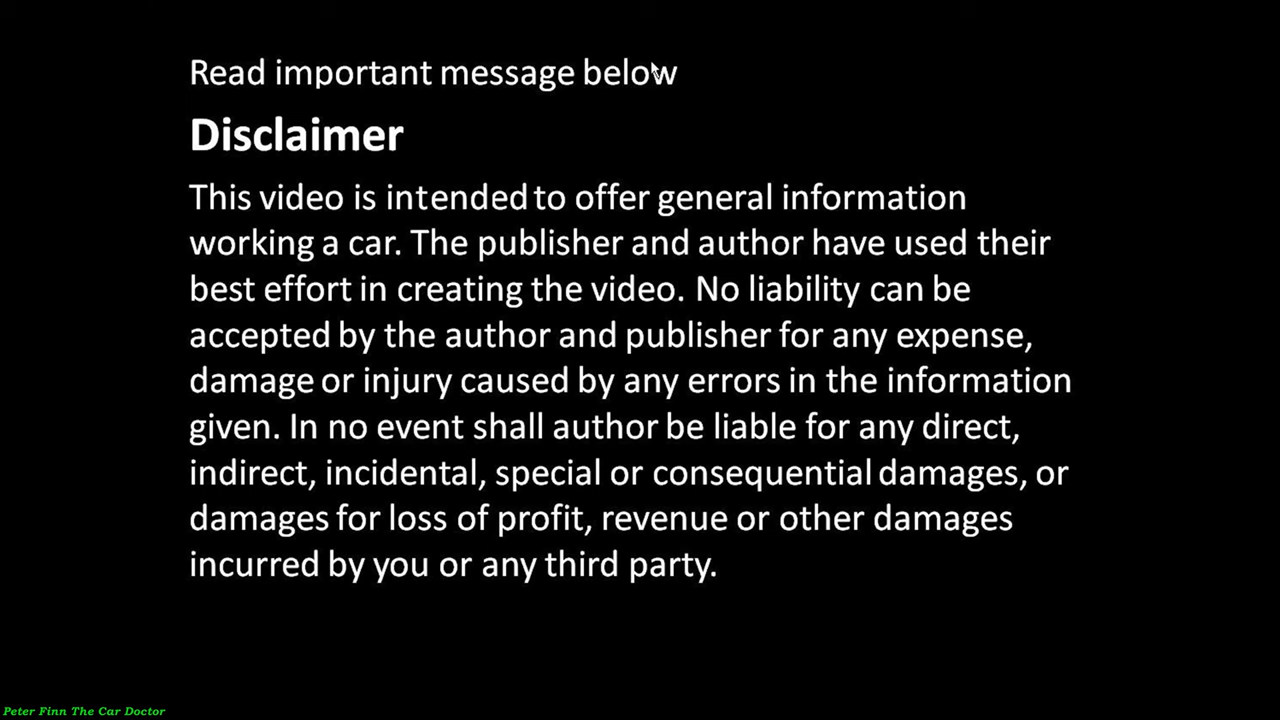 Read important message below
Disclaimer
This video is intended to offer general information
working a car. The publisher and author have used their
best effort in creating the video. No liability can be
accepted by the author and publisher for any expense,
damage or injury caused by any errors in the information
given. In no event shall author be liable for any direct,
indirect, incidental, special or consequential damages, or
damages for loss of profit, revenue or other damages
incurred by you or any third party.
Peter Finn The Car Doctor